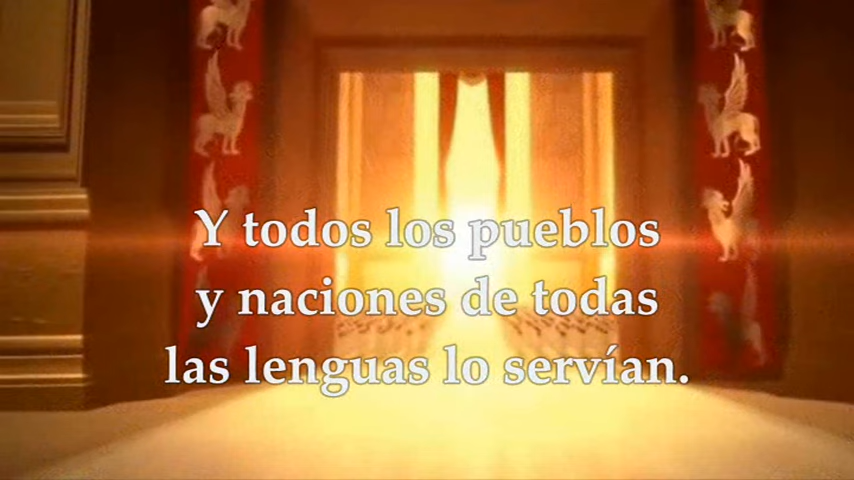 Y todos los pueblos
y naciones de todas
las lenguas lo servían.